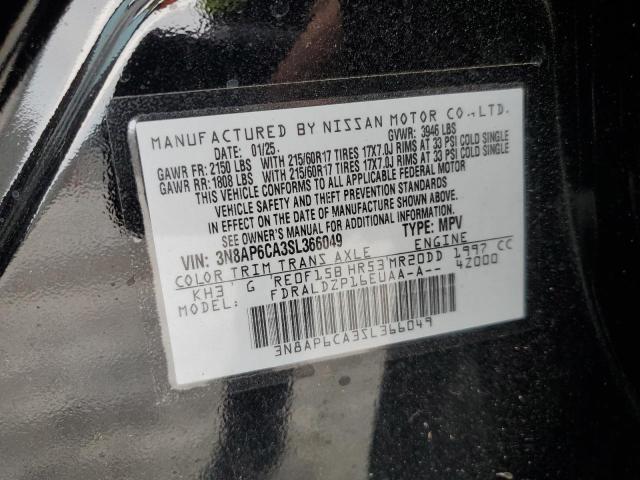 MANUFACTURED BY NISSAN MOTOR CO., LTD.
DATE: 01/25 GVWR: 3946 LBS
GAWR FR: 2150 LBS WITH 215/60R17 TIRES 17X7.0J RIMS AT 33 PSI COLD SINGLE
GAWR RR: 1808 LBS WITH 215/60R17 TIRES 17X7.0J RIMS AT 33 PSI COLD SINGLE
THIS VEHICLE CONFORMS TO ALL APPLICABLE FEDERAL MOTOR
VEHICLE SAFETY AND THEFT PREVENTION STANDARDS
IN EFFECT ON THE DATE OF MANUFACTURE SHOWN ABOVE.
SEE OWNER'S MANUAL FOR ADDITIONAL INFORMATION.
VIN: 3N8AP6CA3SL366049 TYPE: MPV
COLOR TRIM TRANS AXLE ENGINE
KH3 G RE0F15B HR53 MR20DD 1997 CC
MODEL: FDRALDZP16EUAA-A-- 42000
3N8AP6CA3SL366049